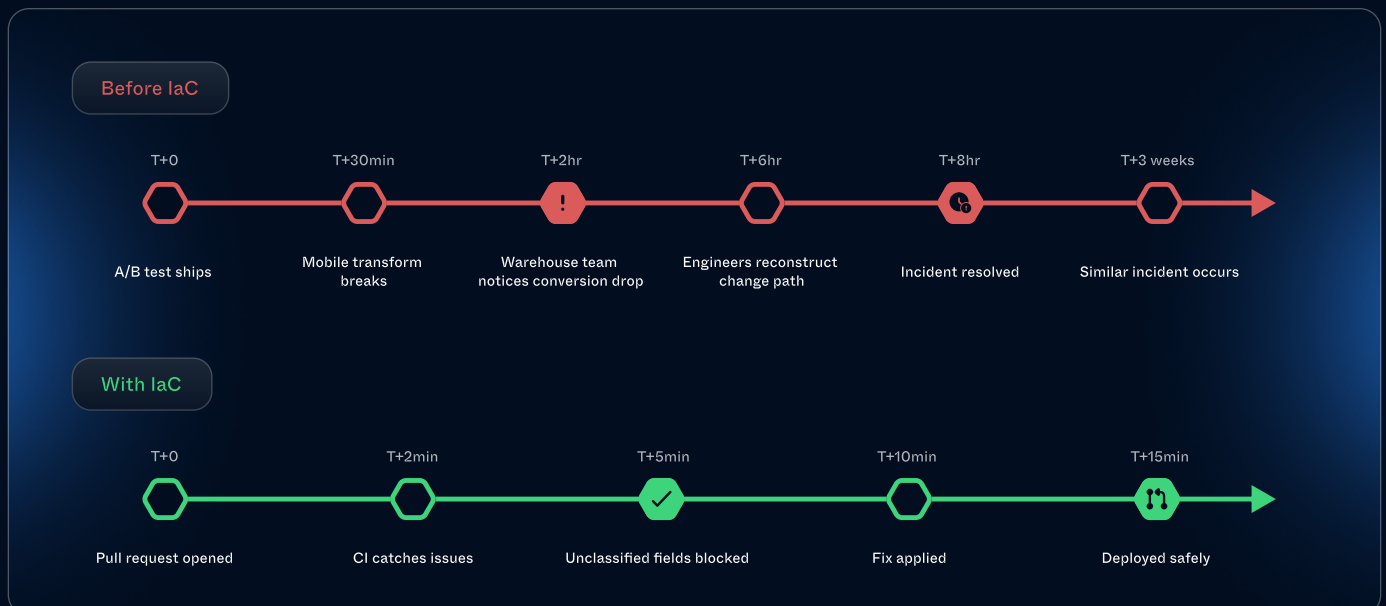 Before IaC
T+0
T+30min
T+2hr
T+6hr
T+8hr
T+3 weeks
A/B test ships
Mobile transform
breaks
Warehouse team
notices conversion drop
Engineers reconstruct
change path
Incident resolved
Similar incident occurs
With IaC
T+0
T+2min
T+5min
T+10min
T+15min
Pull request opened
CI catches issues
Unclassified fields blocked
Fix applied
Deployed safely